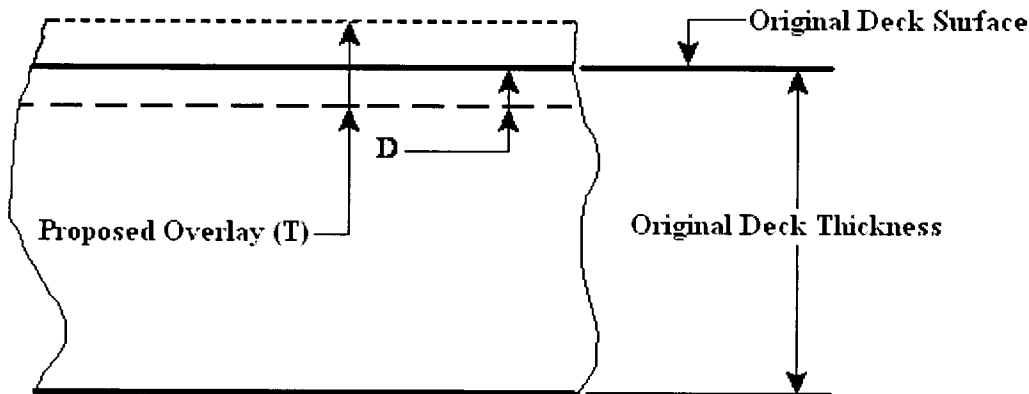 Original Deck Surface
D
Proposed Overlay (T)
Original Deck Thickness